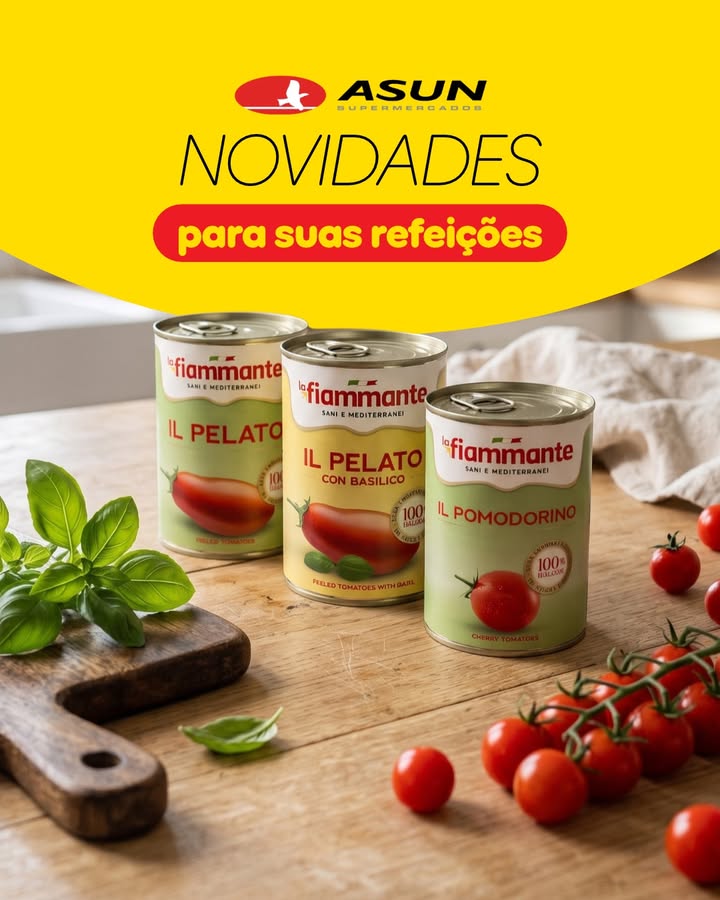 ASUN
SUPERMERCADOS
NOVIDADES
para suas refeições
la fiammante
SANI E MEDITERRANEI
IL PELATO
100
PEELED TOMATOES
la fiammante
SANI E MEDITERRANEI
IL PELATO
CON BASILICO
100%
PEELED TOMATOES WITH BASIL
la fiammante
SANI E MEDITERRANEI
IL POMODORINO
100%
CHERRY TOMATOES